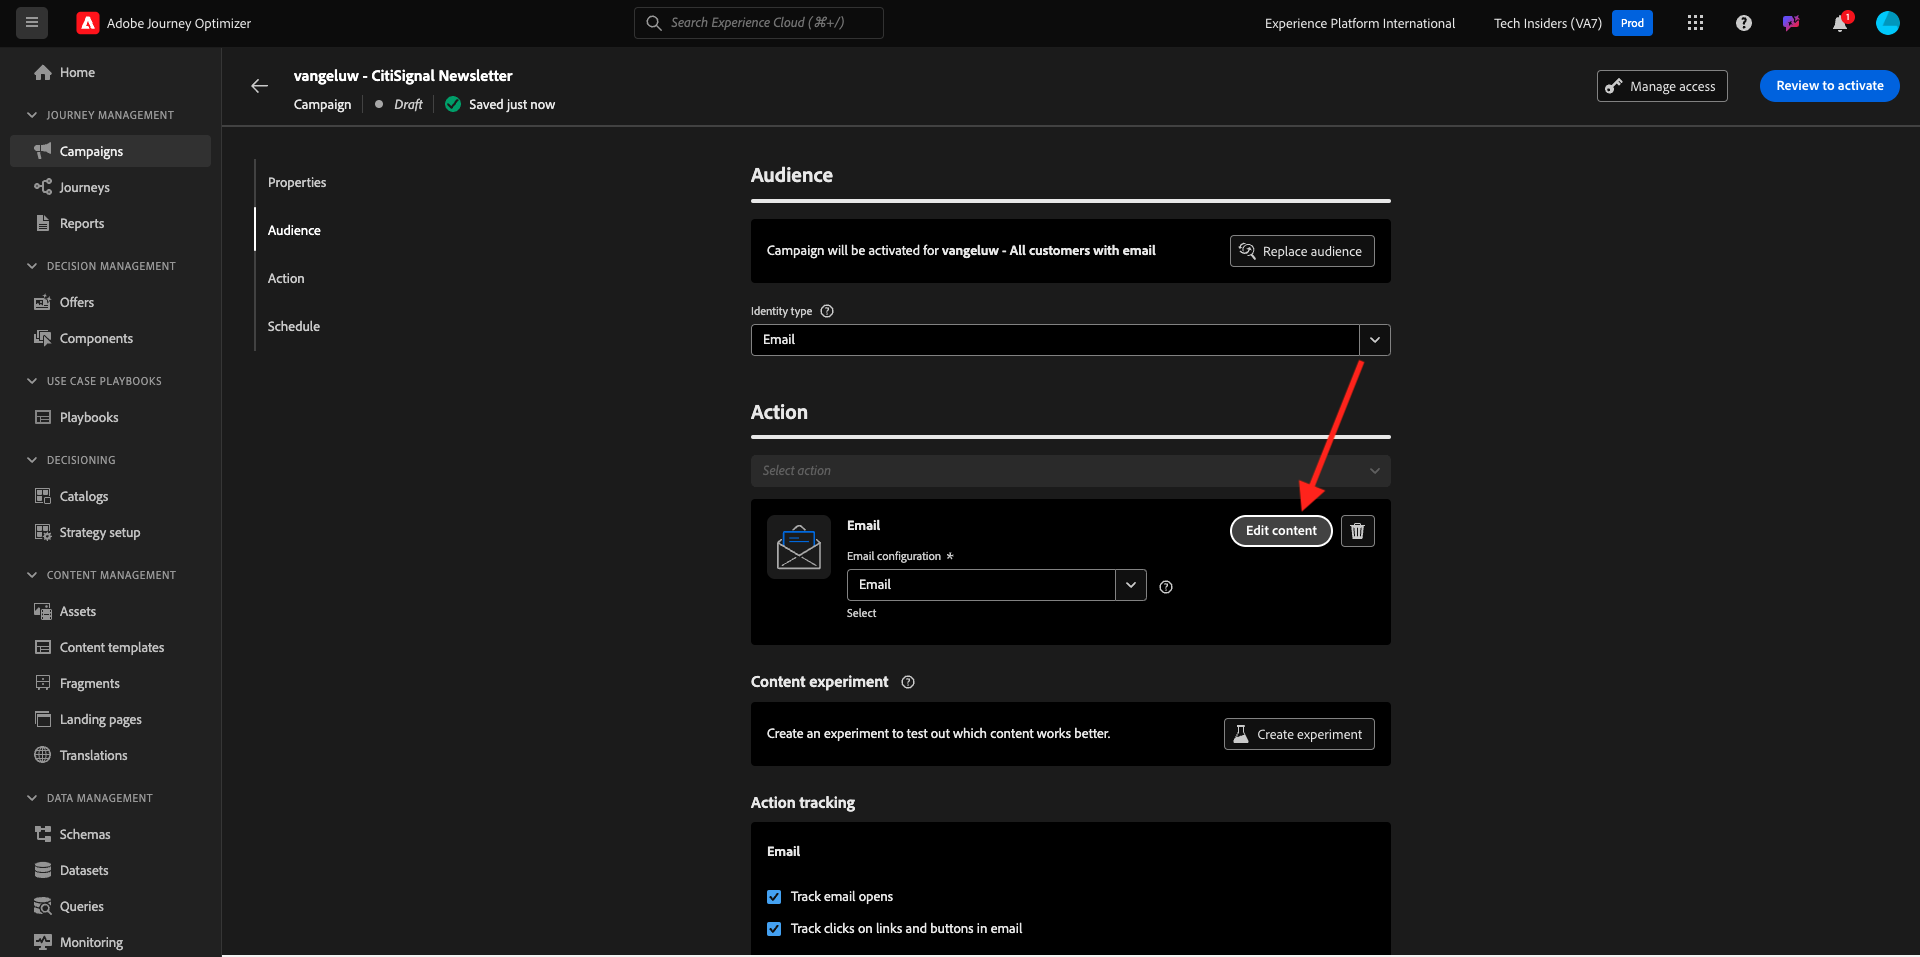 Adobe Journey Optimizer
Search Experience Cloud (⌘+/)
Experience Platform International
Tech Insiders (VA7)
Prod
1
Home
JOURNEY MANAGEMENT
Campaigns
Journeys
Reports
DECISION MANAGEMENT
Offers
Components
USE CASE PLAYBOOKS
Playbooks
DECISIONING
Catalogs
Strategy setup
CONTENT MANAGEMENT
Assets
Content templates
Fragments
Landing pages
Translations
DATA MANAGEMENT
Schemas
Datasets
Queries
Monitoring
vangeluw - CitiSignal Newsletter
Campaign
Draft
Saved just now
Manage access
Review to activate
Properties
Audience
Action
Schedule
Audience
Campaign will be activated for vangeluw - All customers with email
Replace audience
Identity type
Email
Action
Select action
Email
Edit content
Email configuration *
Email
Select
Content experiment
Create an experiment to test out which content works better.
Create experiment
Action tracking
Email
Track email opens
Track clicks on links and buttons in email